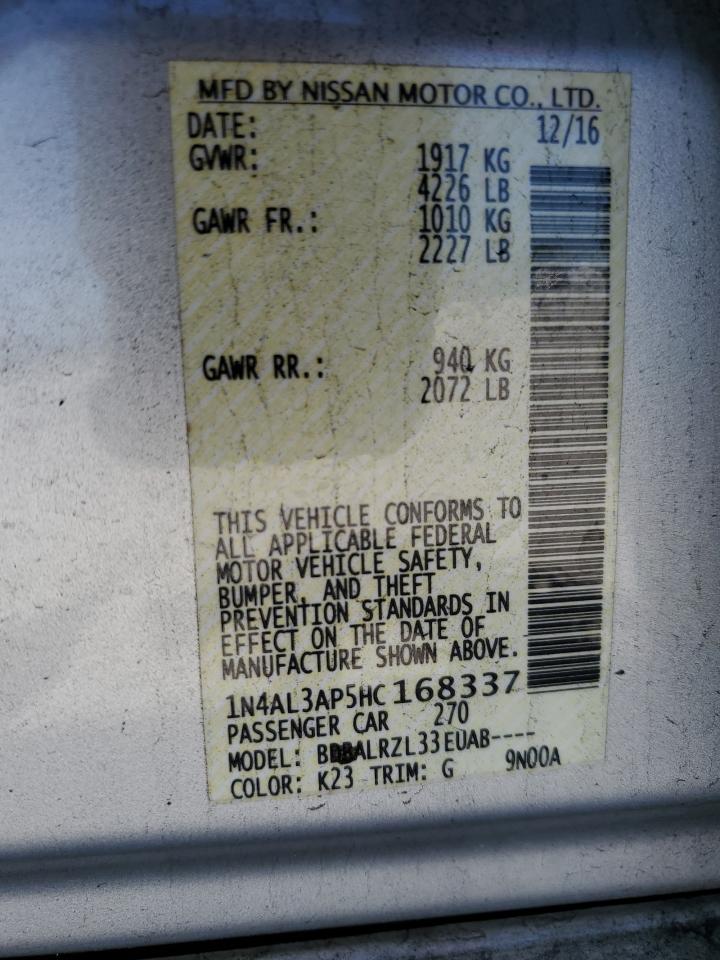 MFD BY NISSAN MOTOR CO., LTD.
DATE: 12/16
GVWR: 1917 KG
4226 LB
GAWR FR.: 1010 KG
2227 LB
GAWR RR.: 940 KG
2072 LB
THIS VEHICLE CONFORMS TO
ALL APPLICABLE FEDERAL
MOTOR VEHICLE SAFETY,
BUMPER, AND THEFT
PREVENTION STANDARDS IN
EFFECT ON THE DATE OF
MANUFACTURE SHOWN ABOVE.
1N4AL3AP5HC168337
PASSENGER CAR 270
MODEL:
COLOR: K23 TRIM: G 9N00A